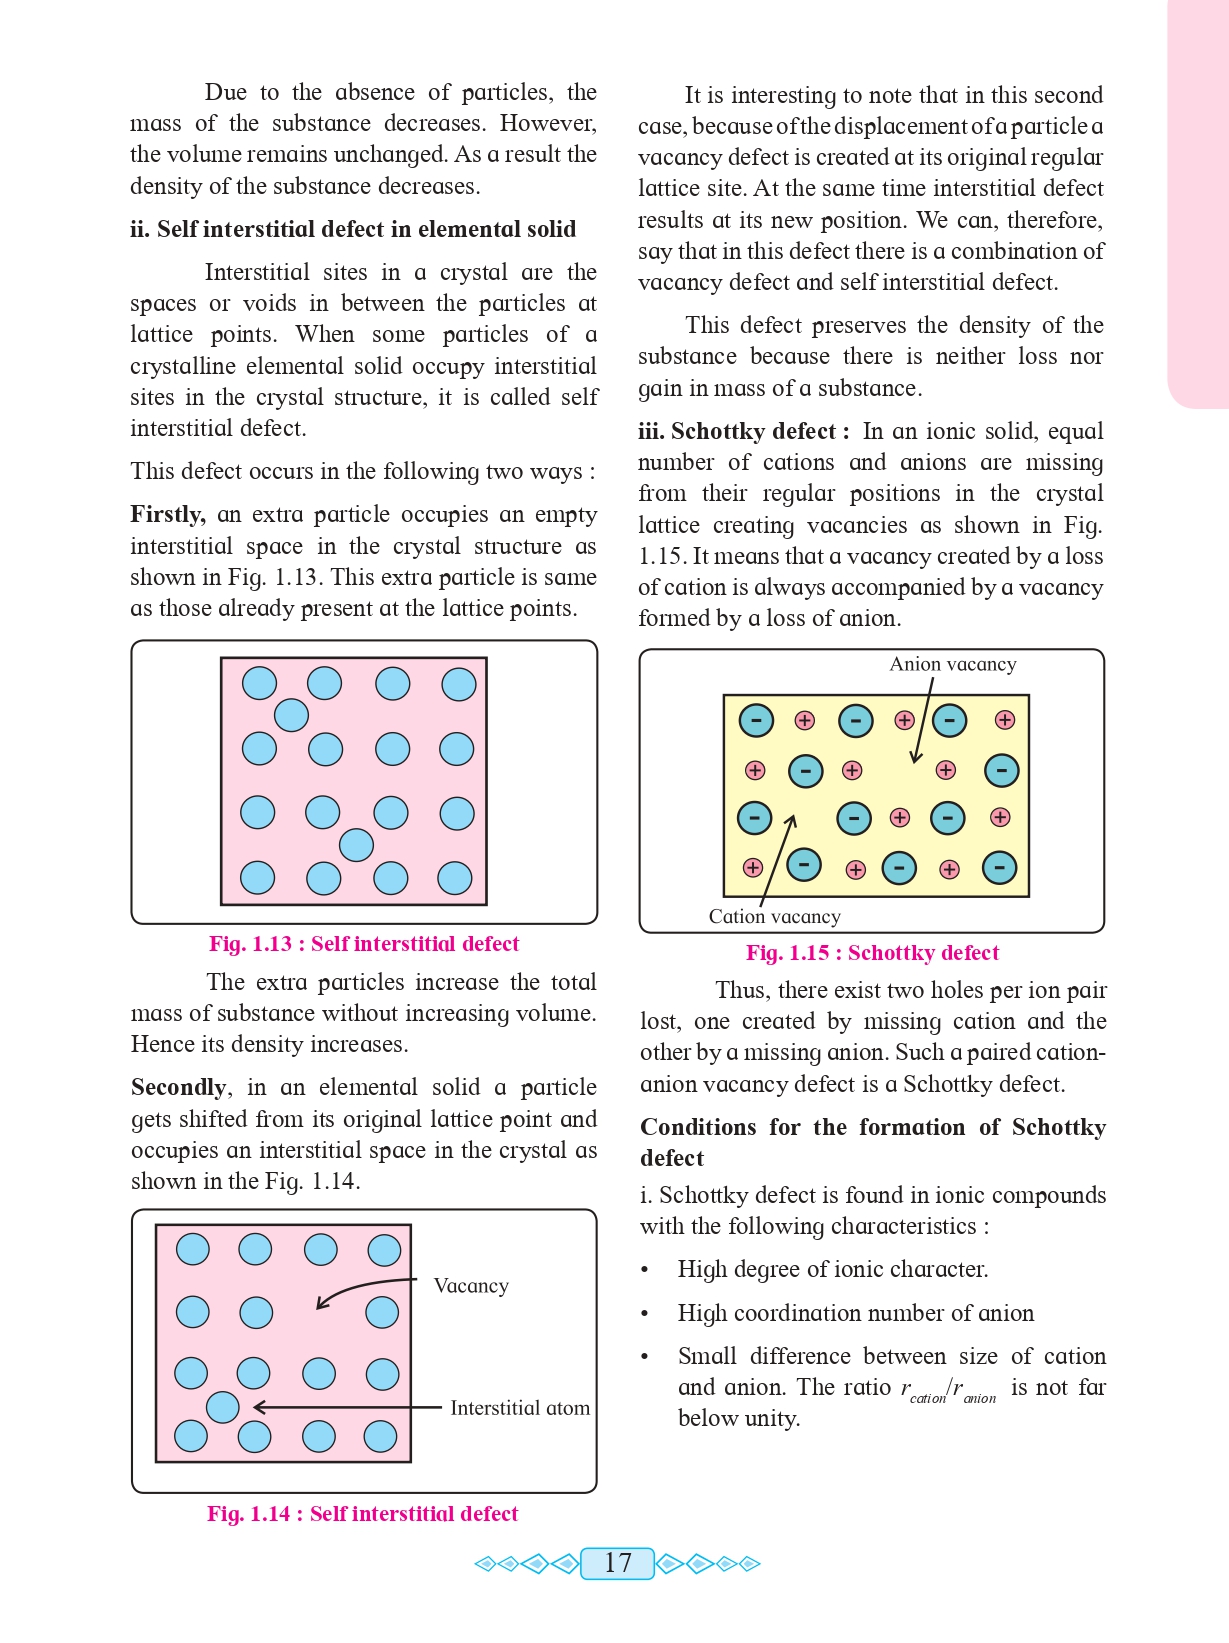 Due to the absence of particles, the
mass of the substance decreases. However,
the volume remains unchanged. As a result the
density of the substance decreases.
ii. Self interstitial defect in elemental solid
Interstitial sites in a crystal are the
spaces or voids in between the particles at
lattice points. When some particles of a
crystalline elemental solid occupy interstitial
sites in the crystal structure, it is called self
interstitial defect.
This defect occurs in the following two ways :
Firstly, an extra particle occupies an empty
interstitial space in the crystal structure as
shown in Fig. 1.13. This extra particle is same
as those already present at the lattice points.
Fig. 1.13 : Self interstitial defect
The extra particles increase the total
mass of substance without increasing volume.
Hence its density increases.
Secondly, in an elemental solid a particle
gets shifted from its original lattice point and
occupies an interstitial space in the crystal as
shown in the Fig. 1.14.
Vacancy
Interstitial atom
Fig. 1.14 : Self interstitial defect
It is interesting to note that in this second
case, because of the displacement of a particle a
vacancy defect is created at its original regular
lattice site. At the same time interstitial defect
results at its new position. We can, therefore,
say that in this defect there is a combination of
vacancy defect and self interstitial defect.
This defect preserves the density of the
substance because there is neither loss nor
gain in mass of a substance.
iii. Schottky defect : In an ionic solid, equal
number of cations and anions are missing
from their regular positions in the crystal
lattice creating vacancies as shown in Fig.
1.15. It means that a vacancy created by a loss
of cation is always accompanied by a vacancy
formed by a loss of anion.
Anion vacancy
- + - + - +
+ - + + -
- - + - +
+ - + - + -
Cation vacancy
Fig. 1.15 : Schottky defect
Thus, there exist two holes per ion pair
lost, one created by missing cation and the
other by a missing anion. Such a paired cation-
anion vacancy defect is a Schottky defect.
Conditions for the formation of Schottky
defect
i. Schottky defect is found in ionic compounds
with the following characteristics :
• High degree of ionic character.
• High coordination number of anion
• Small difference between size of cation
and anion. The ratio r cation/r anion is not far
below unity.
17